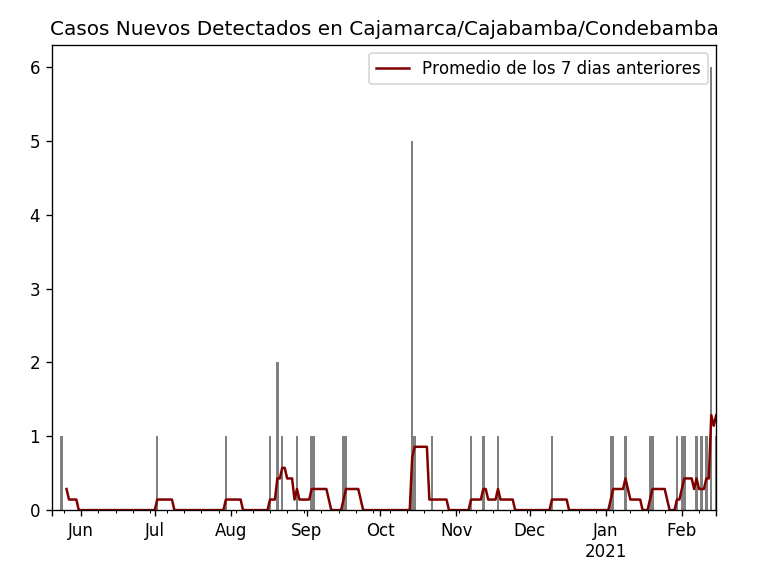 Casos Nuevos Detectados en Cajamarca/Cajabamba/Condebamba
Promedio de los 7 dias anteriores
6
5
4
3
2
1
0
Jun Jul Aug Sep Oct Nov Dec Jan Feb
2021